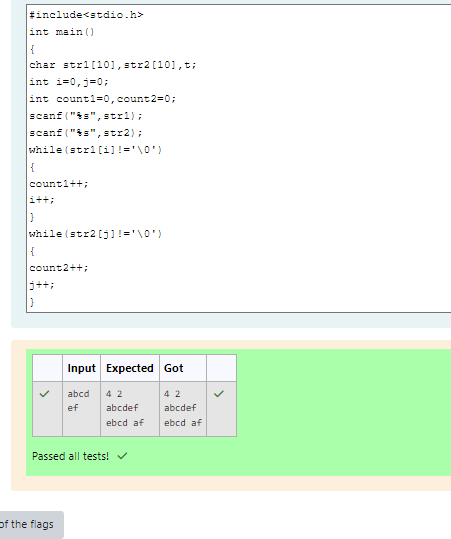 #include<stdio.h>
int main()
{
char str1[10],str2[10],t;
int i=0,j=0;
int count1=0,count2=0;
scanf("%s",str1);
scanf("%s",str2);
while(str1[i]!='\0')
{
count1++;
i++;
}
while(str2[j]!='\0')
{
count2++;
j++;
}
Input Expected Got
abcd 4 2 4 2
ef abcdef abcdef
ebcd af ebcd af
Passed all tests!
of the flags